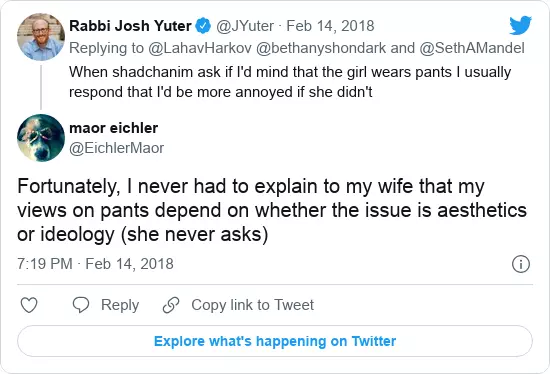 Rabbi Josh Yuter @JYuter · Feb 14, 2018
Replying to @LahavHarkov @bethanyshondark and @SethAMandel
When shadchanim ask if I'd mind that the girl wears pants I usually
respond that I'd be more annoyed if she didn't
maor eichler
@EichlerMaor
Fortunately, I never had to explain to my wife that my
views on pants depend on whether the issue is aesthetics
or ideology (she never asks)
7:19 PM · Feb 14, 2018
Reply
Copy link to Tweet
Explore what's happening on Twitter